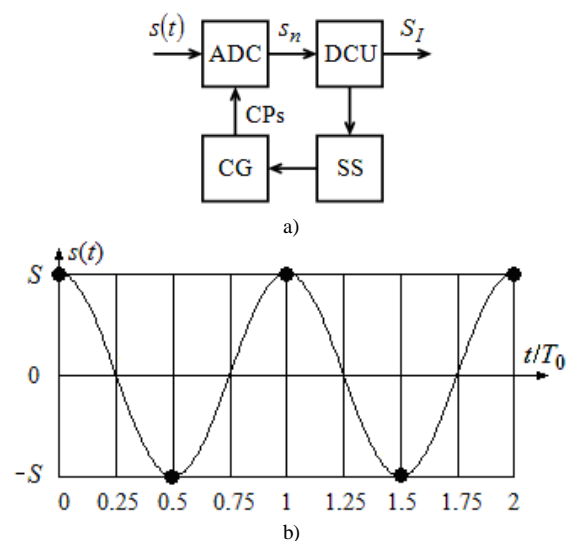 s(t) s_n S_I
ADC DCU
CPs
CG SS
a)
S s(t)
t/T_0
0
-S
0 0.25 0.5 0.75 1 1.25 1.5 1.75 2
b)